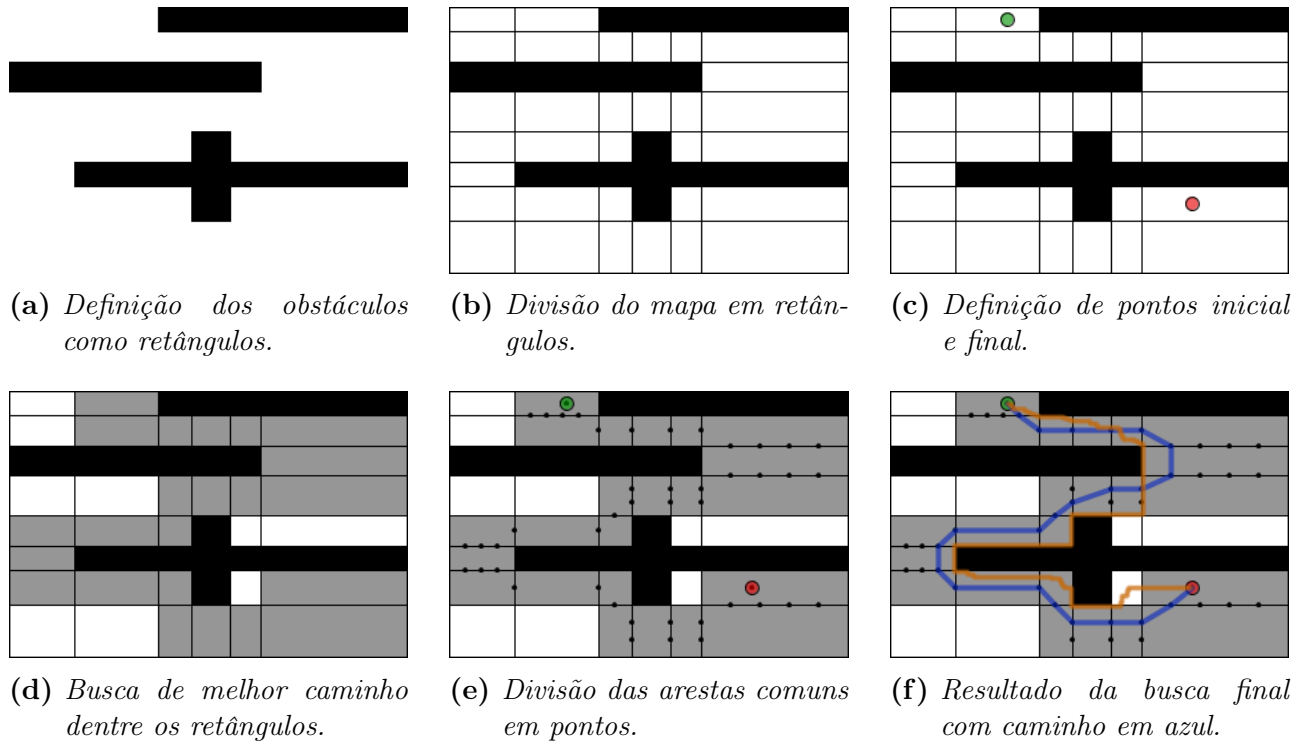 (a) Definição dos obstáculos
como retângulos.
(b) Divisão do mapa em retân-
gulos.
(c) Definição de pontos inicial
e final.
(d) Busca de melhor caminho
dentre os retângulos.
(e) Divisão das arestas comuns
em pontos.
(f) Resultado da busca final
com caminho em azul.